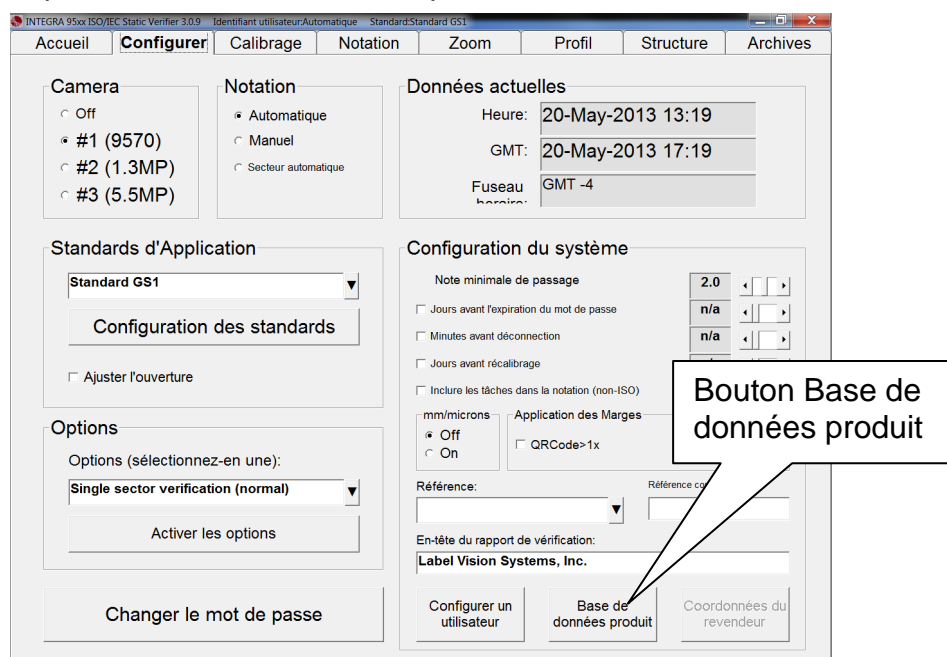 INTEGRA 95xx ISO/IEC Static Verifier 3.0.9 Identifiant utilisateur:Automatique Standard:Standard GS1
Accueil Configurer Calibrage Notation Zoom Profil Structure Archives
Camera
Off
#1 (9570)
#2 (1.3MP)
#3 (5.5MP)
Notation
Automatique
Manuel
Secteur automatique
Données actuelles
Heure: 20-May-2013 13:19
GMT: 20-May-2013 17:19
Fuseau horaire: GMT -4
Standards d'Application
Standard GS1
Configuration des standards
Ajuster l'ouverture
Options
Options (sélectionnez-en une):
Single sector verification (normal)
Activer les options
Changer le mot de passe
Configuration du système
Note minimale de passage 2.0
Jours avant l'expiration du mot de passe n/a
Minutes avant déconnection n/a
Jours avant récalibrage
Inclure les tâches dans la notation (non-ISO)
mm/microns
Off
On
Application des Marges
QRCode>1x
Référence:
Référence
En-tête du rapport de vérification:
Label Vision Systems, Inc.
Configurer un
utilisateur
Base de
données produit
Coordonnées du
revendeur
Bouton Base de
données produit